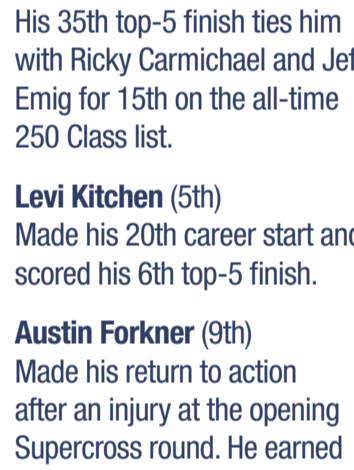 His 35th top-5 finish ties him
with Ricky Carmichael and
Emig for 15th on the all-time
250 Class list.
Levi Kitchen (5th)
Made his 20th career start
scored his 6th top-5 finish.
Austin Forkner (9th)
Made his return to action
after an injury at the opening
Supercross round. He earned